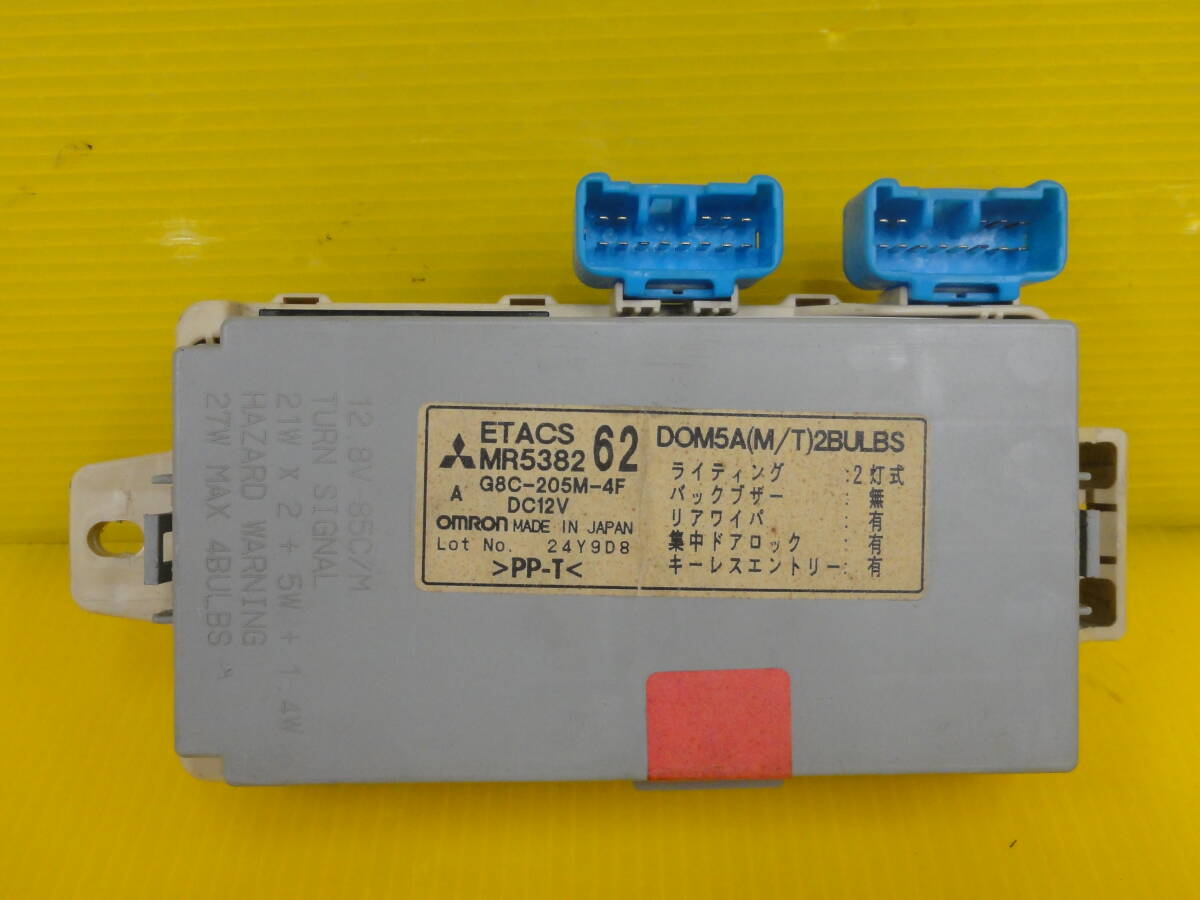 ETACS
MR538262
G8C-205M-4F
A
DC12V
omron MADE IN JAPAN
Lot No. 24Y9D8
>PP-T<
DOM5A(M/T)2BULBS
ライティング :2灯式
バックブザー : 無
リアワイパ : 有
集中ドアロック : 有
キーレスエントリー: 有
12.8V 85C/M
TURN SIGNAL
21W X 2 + 5W + 1.4W
HAZARD WARNING
27W MAX 4BULBS